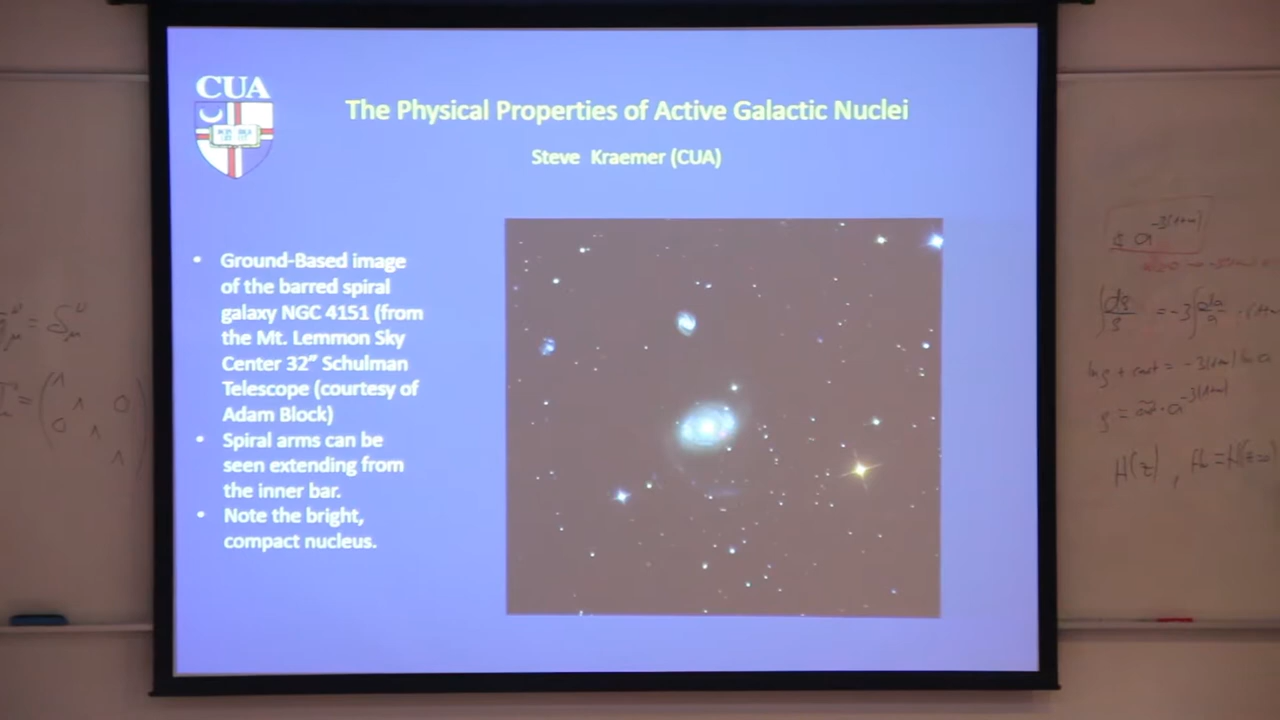 CUA
The Physical Properties of Active Galactic Nuclei
Steve Kraemer (CUA)
• Ground-Based image
of the barred spiral
galaxy NGC 4151 (from
the Mt. Lemmon Sky
Center 32” Schulman
Telescope (courtesy of
Adam Block)
• Spiral arms can be
seen extending from
the inner bar.
• Note the bright,
compact nucleus.
H(z) ,